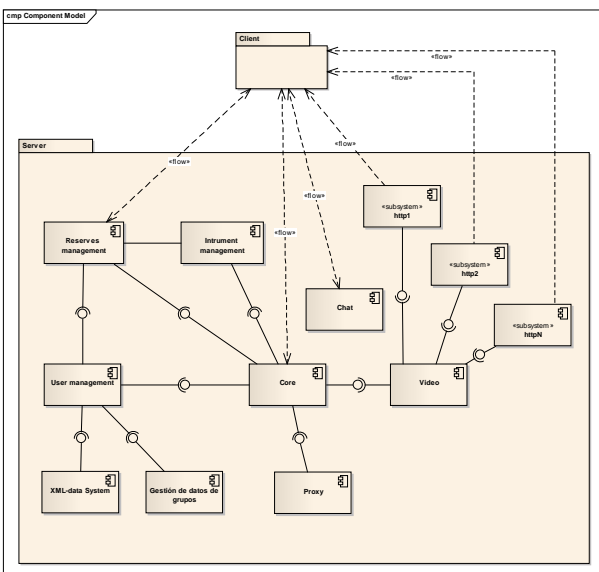 cmp Component Model
Client
«flow»
«flow»
Server
«flow»
«flow»
«flow»
«flow»
«subsystem»
http1
Reserves
management
Intrument
management
«subsystem»
http2
Chat
«subsystem»
httpN
User management
Core
Video
XML-data System
Gestión de datos de
grupos
Proxy